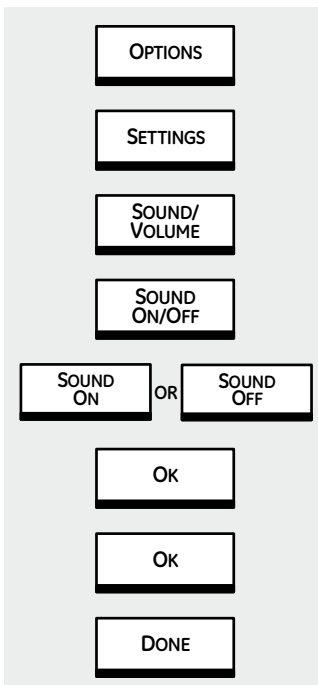 OPTIONS
SETTINGS
SOUND/
VOLUME
SOUND
ON/OFF
SOUND
ON
OR
SOUND
OFF
OK
OK
DONE